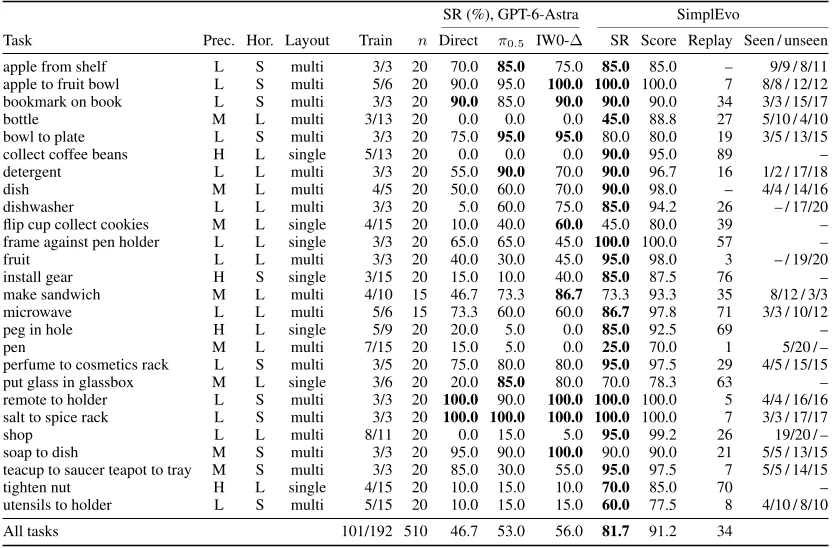 SR (%), GPT-6-Astra SimplEvo
Task Prec. Hor. Layout Train n Direct π0.5 IW0-Δ SR Score Replay Seen / unseen
apple from shelf L S multi 3/3 20 70.0 85.0 75.0 85.0 85.0 – 9/9 / 8/11
apple to fruit bowl L S multi 5/6 20 90.0 95.0 100.0 100.0 100.0 7 8/8 / 12/12
bookmark on book L S multi 3/3 20 90.0 85.0 90.0 90.0 90.0 34 3/3 / 15/17
bottle M L multi 3/13 20 0.0 0.0 0.0 45.0 88.8 27 5/10 / 4/10
bowl to plate L S multi 3/3 20 75.0 95.0 95.0 80.0 80.0 19 3/5 / 13/15
collect coffee beans H L single 5/13 20 0.0 0.0 0.0 90.0 95.0 89 –
detergent L L multi 3/3 20 55.0 90.0 70.0 90.0 96.7 16 1/2 / 17/18
dish M L multi 4/5 20 50.0 60.0 70.0 90.0 98.0 – 4/4 / 14/16
dishwasher L L multi 3/3 20 5.0 60.0 75.0 85.0 94.2 26 – / 17/20
flip cup collect cookies M L single 4/15 20 10.0 40.0 60.0 45.0 80.0 39 –
frame against pen holder L L single 3/3 20 65.0 65.0 45.0 100.0 100.0 57 –
fruit L L multi 3/3 20 40.0 30.0 45.0 95.0 98.0 3 – / 19/20
install gear H S single 3/15 20 15.0 10.0 40.0 85.0 87.5 76 –
make sandwich M L multi 4/10 15 46.7 73.3 86.7 73.3 93.3 35 8/12 / 3/3
microwave L L multi 5/6 15 73.3 60.0 60.0 86.7 97.8 71 3/3 / 10/12
peg in hole H L single 5/9 20 20.0 5.0 0.0 85.0 92.5 69 –
pen M L multi 7/15 20 15.0 5.0 0.0 25.0 70.0 1 5/20 / –
perfume to cosmetics rack L S multi 3/5 20 75.0 80.0 80.0 95.0 97.5 29 4/5 / 15/15
put glass in glassbox M L single 3/6 20 20.0 85.0 80.0 70.0 78.3 63 –
remote to holder L S multi 3/3 20 100.0 90.0 100.0 100.0 100.0 5 4/4 / 16/16
salt to spice rack L S multi 3/3 20 100.0 100.0 100.0 100.0 100.0 7 3/3 / 17/17
shop L L multi 8/11 20 0.0 15.0 5.0 95.0 99.2 26 19/20 / –
soap to dish M S multi 3/3 20 95.0 90.0 100.0 90.0 90.0 21 5/5 / 13/15
teacup to saucer teapot to tray M S multi 3/3 20 85.0 30.0 55.0 95.0 97.5 7 5/5 / 14/15
tighten nut H L single 4/15 20 10.0 15.0 10.0 70.0 85.0 70 –
utensils to holder L S multi 5/15 20 10.0 15.0 15.0 60.0 77.5 8 4/10 / 8/10
All tasks 101/192 510 46.7 53.0 56.0 81.7 91.2 34